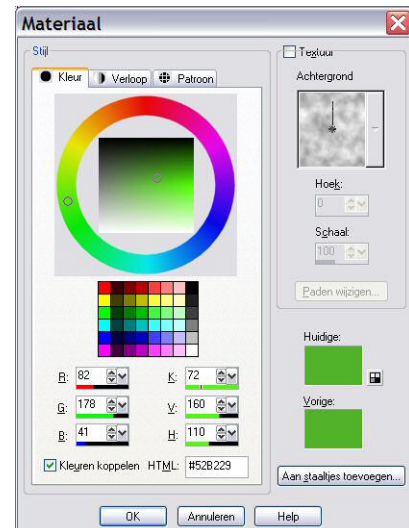 Materiaal
Stijl
Kleur
Verloop
Patroon
R: 82
G: 178
B: 41
K: 72
V: 160
H: 110
Kleuren koppelen
HTML: #52B229
Textuur
Achtergrond
Hoek:
0
Schaal:
100
Paden wijzigen...
Huidige:
Vorige:
Aan staaltjes toevoegen...
OK
Annuleren
Help